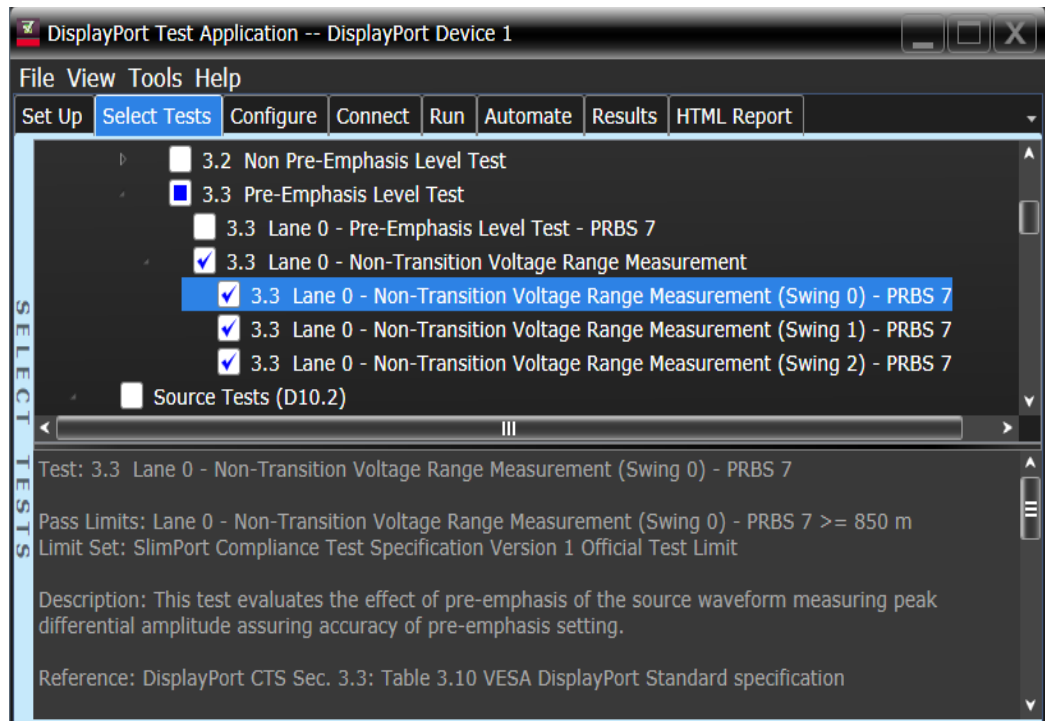 DisplayPort Test Application -- DisplayPort Device 1
File View Tools Help
Set Up Select Tests Configure Connect Run Automate Results HTML Report
3.2 Non Pre-Emphasis Level Test
3.3 Pre-Emphasis Level Test
3.3 Lane 0 - Pre-Emphasis Level Test - PRBS 7
3.3 Lane 0 - Non-Transition Voltage Range Measurement
3.3 Lane 0 - Non-Transition Voltage Range Measurement (Swing 0) - PRBS 7
3.3 Lane 0 - Non-Transition Voltage Range Measurement (Swing 1) - PRBS 7
3.3 Lane 0 - Non-Transition Voltage Range Measurement (Swing 2) - PRBS 7
Source Tests (D10.2)
SELECT TESTS
Test: 3.3 Lane 0 - Non-Transition Voltage Range Measurement (Swing 0) - PRBS 7
Pass Limits: Lane 0 - Non-Transition Voltage Range Measurement (Swing 0) - PRBS 7 >= 850 m
Limit Set: SlimPort Compliance Test Specification Version 1 Official Test Limit
Description: This test evaluates the effect of pre-emphasis of the source waveform measuring peak
differential amplitude assuring accuracy of pre-emphasis setting.
Reference: DisplayPort CTS Sec. 3.3: Table 3.10 VESA DisplayPort Standard specification